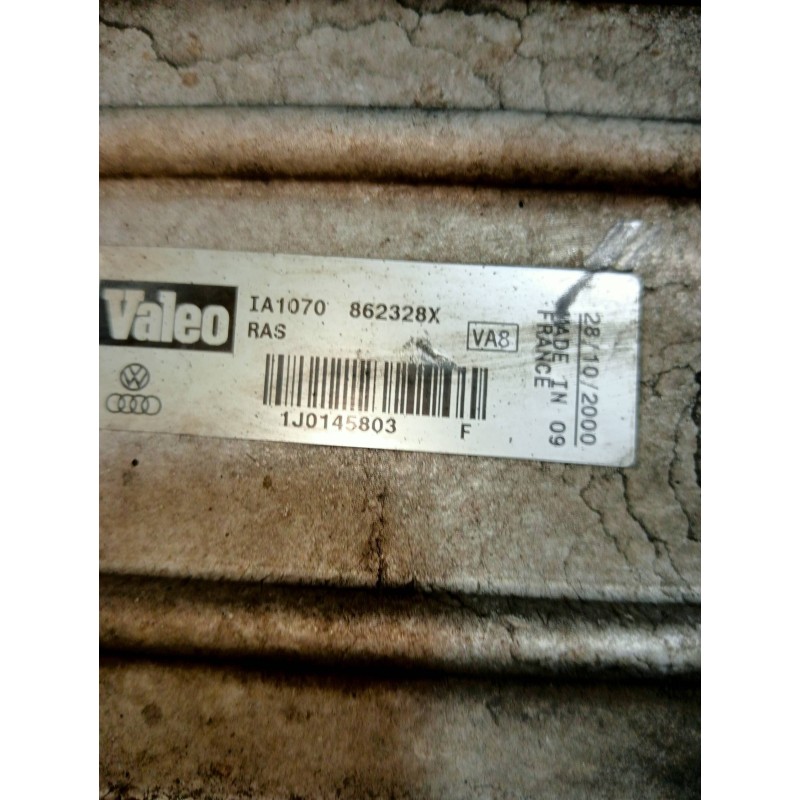 Valeo
IA1070 862328X
RAS
VA8
1J0145803 F
MADE IN 09
FRANCE
28/10/2000